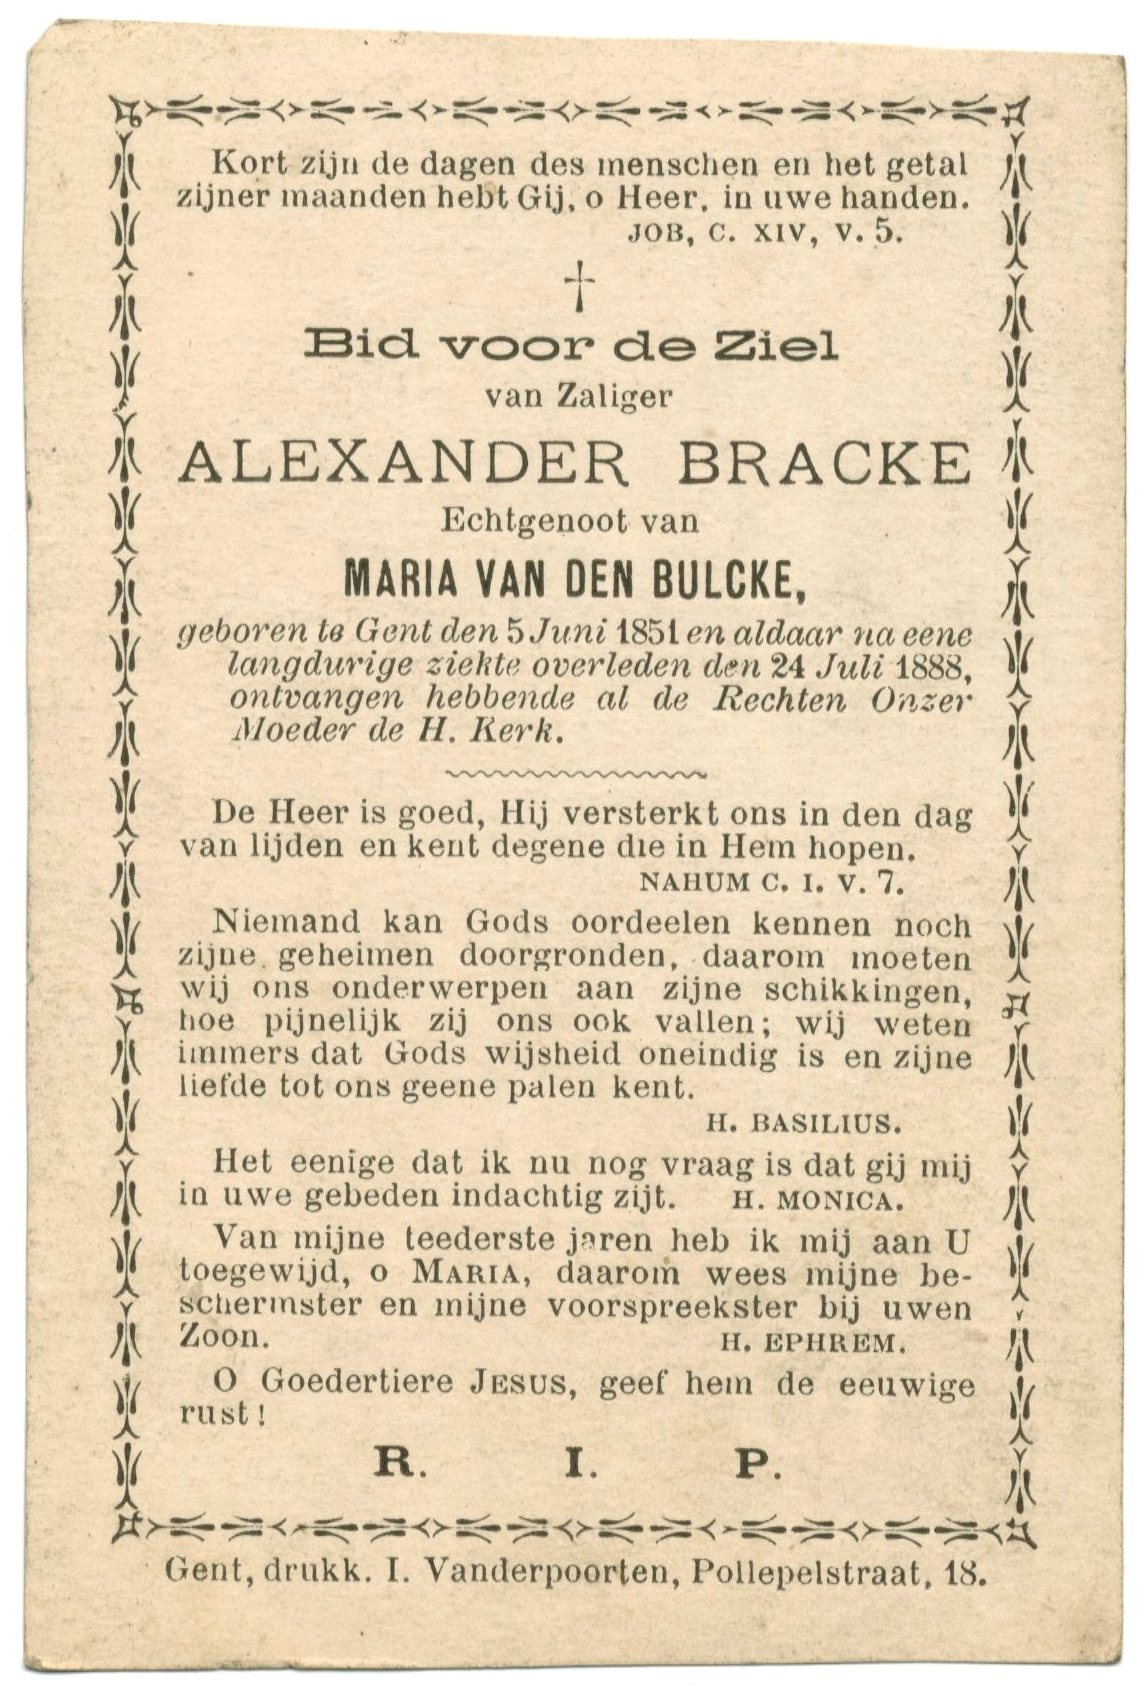 Kort zijn de dagen des menschen en het getal
zijner maanden hebt Gij, o Heer, in uwe handen.
JOB, C. XIV, V. 5.
†
Bid voor de Ziel
van Zaliger
ALEXANDER BRACKE
Echtgenoot van
MARIA VAN DEN BULCKE,
geboren te Gent den 5 Juni 1851 en aldaar na eene
langdurige ziekte overleden den 24 Juli 1888,
ontvangen hebbende al de Rechten Onzer
Moeder de H. Kerk.
De Heer is goed, Hij versterkt ons in den dag
van lijden en kent degene die in Hem hopen.
NAHUM C. I. V. 7.
Niemand kan Gods oordeelen kennen noch
zijne geheimen doorgronden, daarom moeten
wij ons onderwerpen aan zijne schikkingen,
hoe pijnelijk zij ons ook vallen; wij weten
immers dat Gods wijsheid oneindig is en zijne
liefde tot ons geene palen kent.
H. BASILIUS.
Het eenige dat ik nu nog vraag is dat gij mij
in uwe gebeden indachtig zijt. H. MONICA.
Van mijne teederste jaren heb ik mij aan U
toegewijd, o MARIA, daarom wees mijne be-
schermster en mijne voorspreekster bij uwen
Zoon. H. EPHREM.
O Goedertiere JESUS, geef hem de eeuwige
rust!
R. I. P.
Gent, drukk. I. Vanderpoorten, Pollepelstraat, 18.